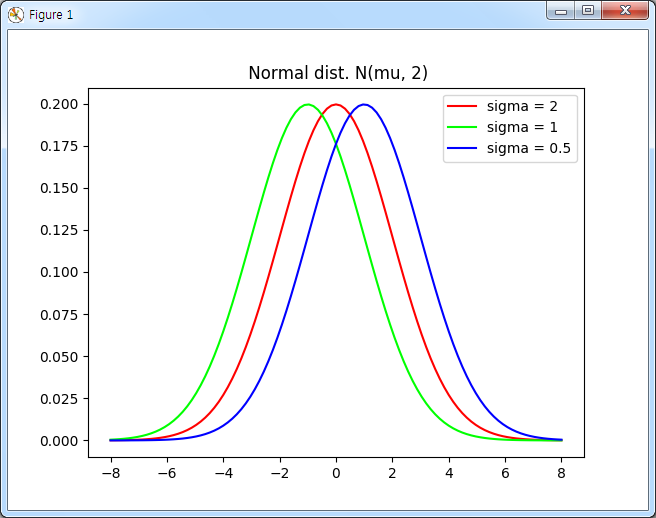 Figure 1
Normal dist. N(mu, 2)
sigma = 2
sigma = 1
sigma = 0.5
0.200
0.175
0.150
0.125
0.100
0.075
0.050
0.025
0.000
−8 −6 −4 −2 0 2 4 6 8